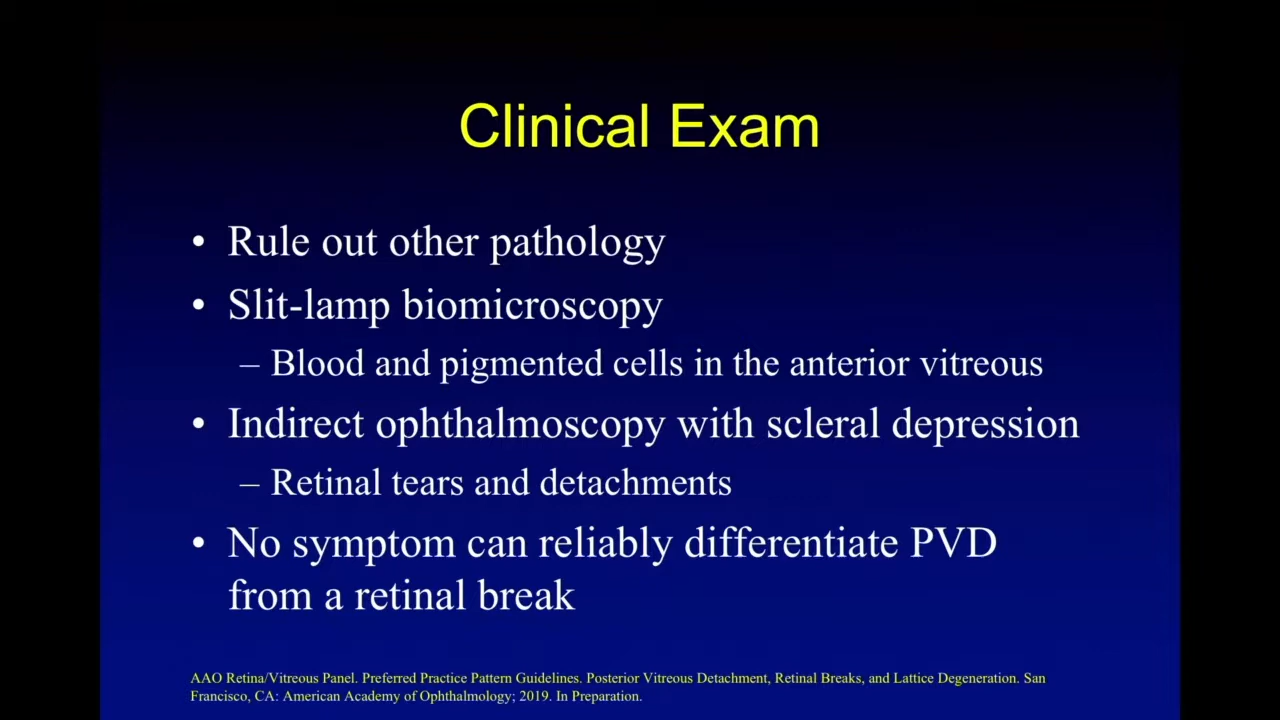 Clinical Exam
• Rule out other pathology
• Slit-lamp biomicroscopy
– Blood and pigmented cells in the anterior vitreous
• Indirect ophthalmoscopy with scleral depression
– Retinal tears and detachments
• No symptom can reliably differentiate PVD
from a retinal break
AAO Retina/Vitreous Panel. Preferred Practice Pattern Guidelines. Posterior Vitreous Detachment, Retinal Breaks, and Lattice Degeneration. San
Francisco, CA: American Academy of Ophthalmology; 2019. In Preparation.